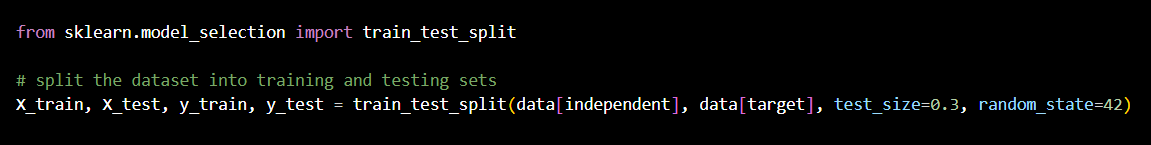 from sklearn.model_selection import train_test_split
# split the dataset into training and testing sets
X_train, X_test, y_train, y_test = train_test_split(data[independent], data[target], test_size=0.3, random_state=42)